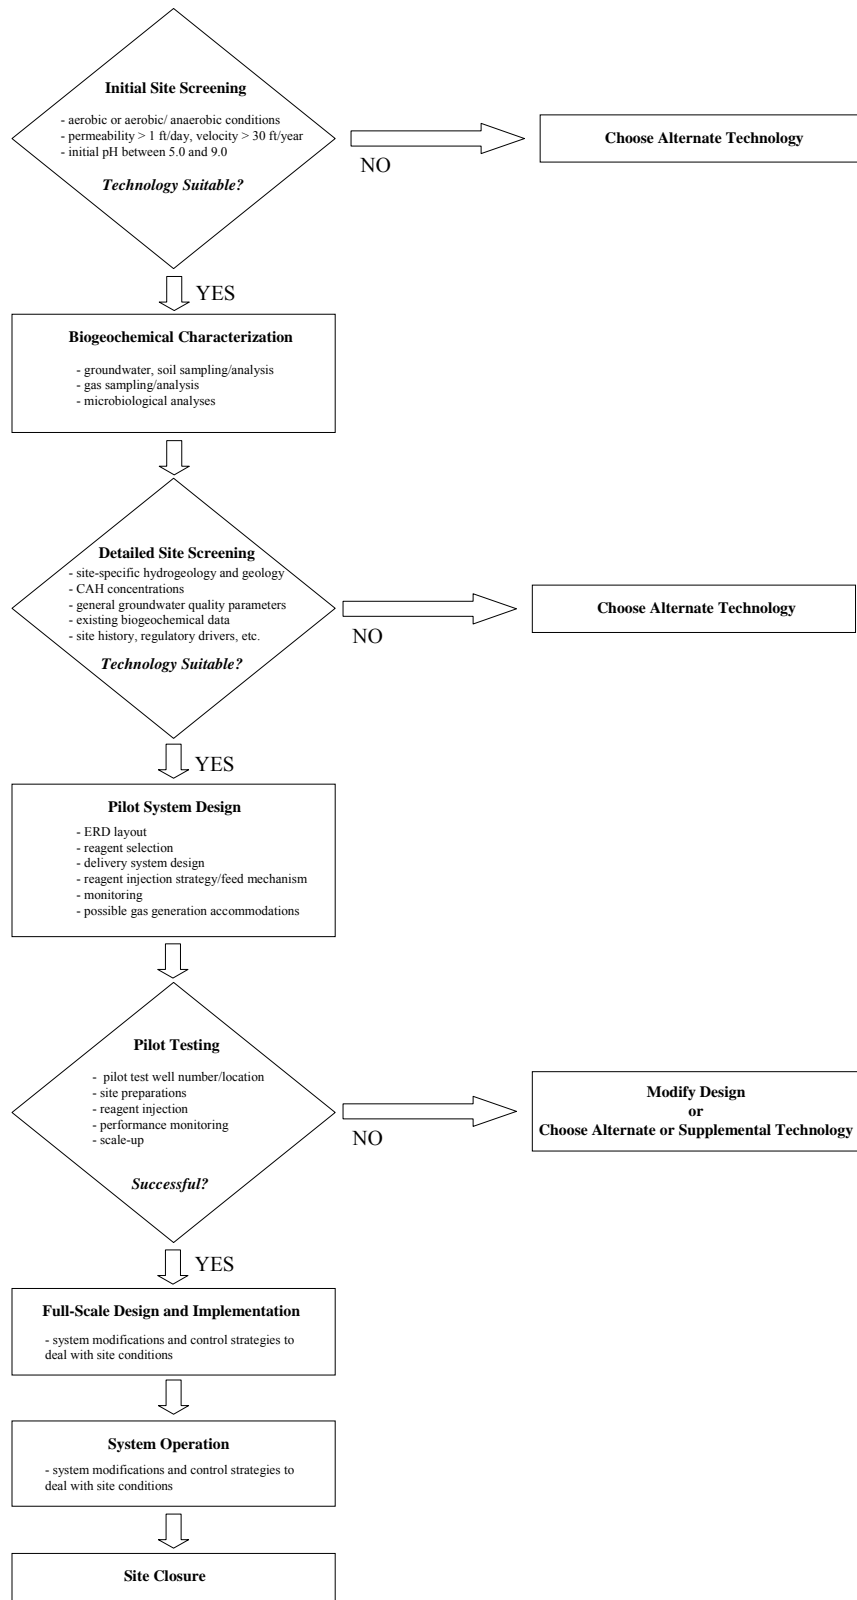 Initial Site Screening
- aerobic or aerobic/ anaerobic conditions
- permeability > 1 ft/day, velocity > 30 ft/year
- initial pH between 5.0 and 9.0
Technology Suitable?
NO
Choose Alternate Technology
YES
Biogeochemical Characterization
- groundwater, soil sampling/analysis
- gas sampling/analysis
- microbiological analyses
Detailed Site Screening
- site-specific hydrogeology and geology
- CAH concentrations
- general groundwater quality parameters
- existing biogeochemical data
- site history, regulatory drivers, etc.
Technology Suitable?
NO
Choose Alternate Technology
YES
Pilot System Design
- ERD layout
- reagent selection
- delivery system design
- reagent injection strategy/feed mechanism
- monitoring
- possible gas generation accommodations
Pilot Testing
- pilot test well number/location
- site preparations
- reagent injection
- performance monitoring
- scale-up
Successful?
NO
Modify Design
or
Choose Alternate or Supplemental Technology
YES
Full-Scale Design and Implementation
- system modifications and control strategies to
deal with site conditions
System Operation
- system modifications and control strategies to
deal with site conditions
Site Closure